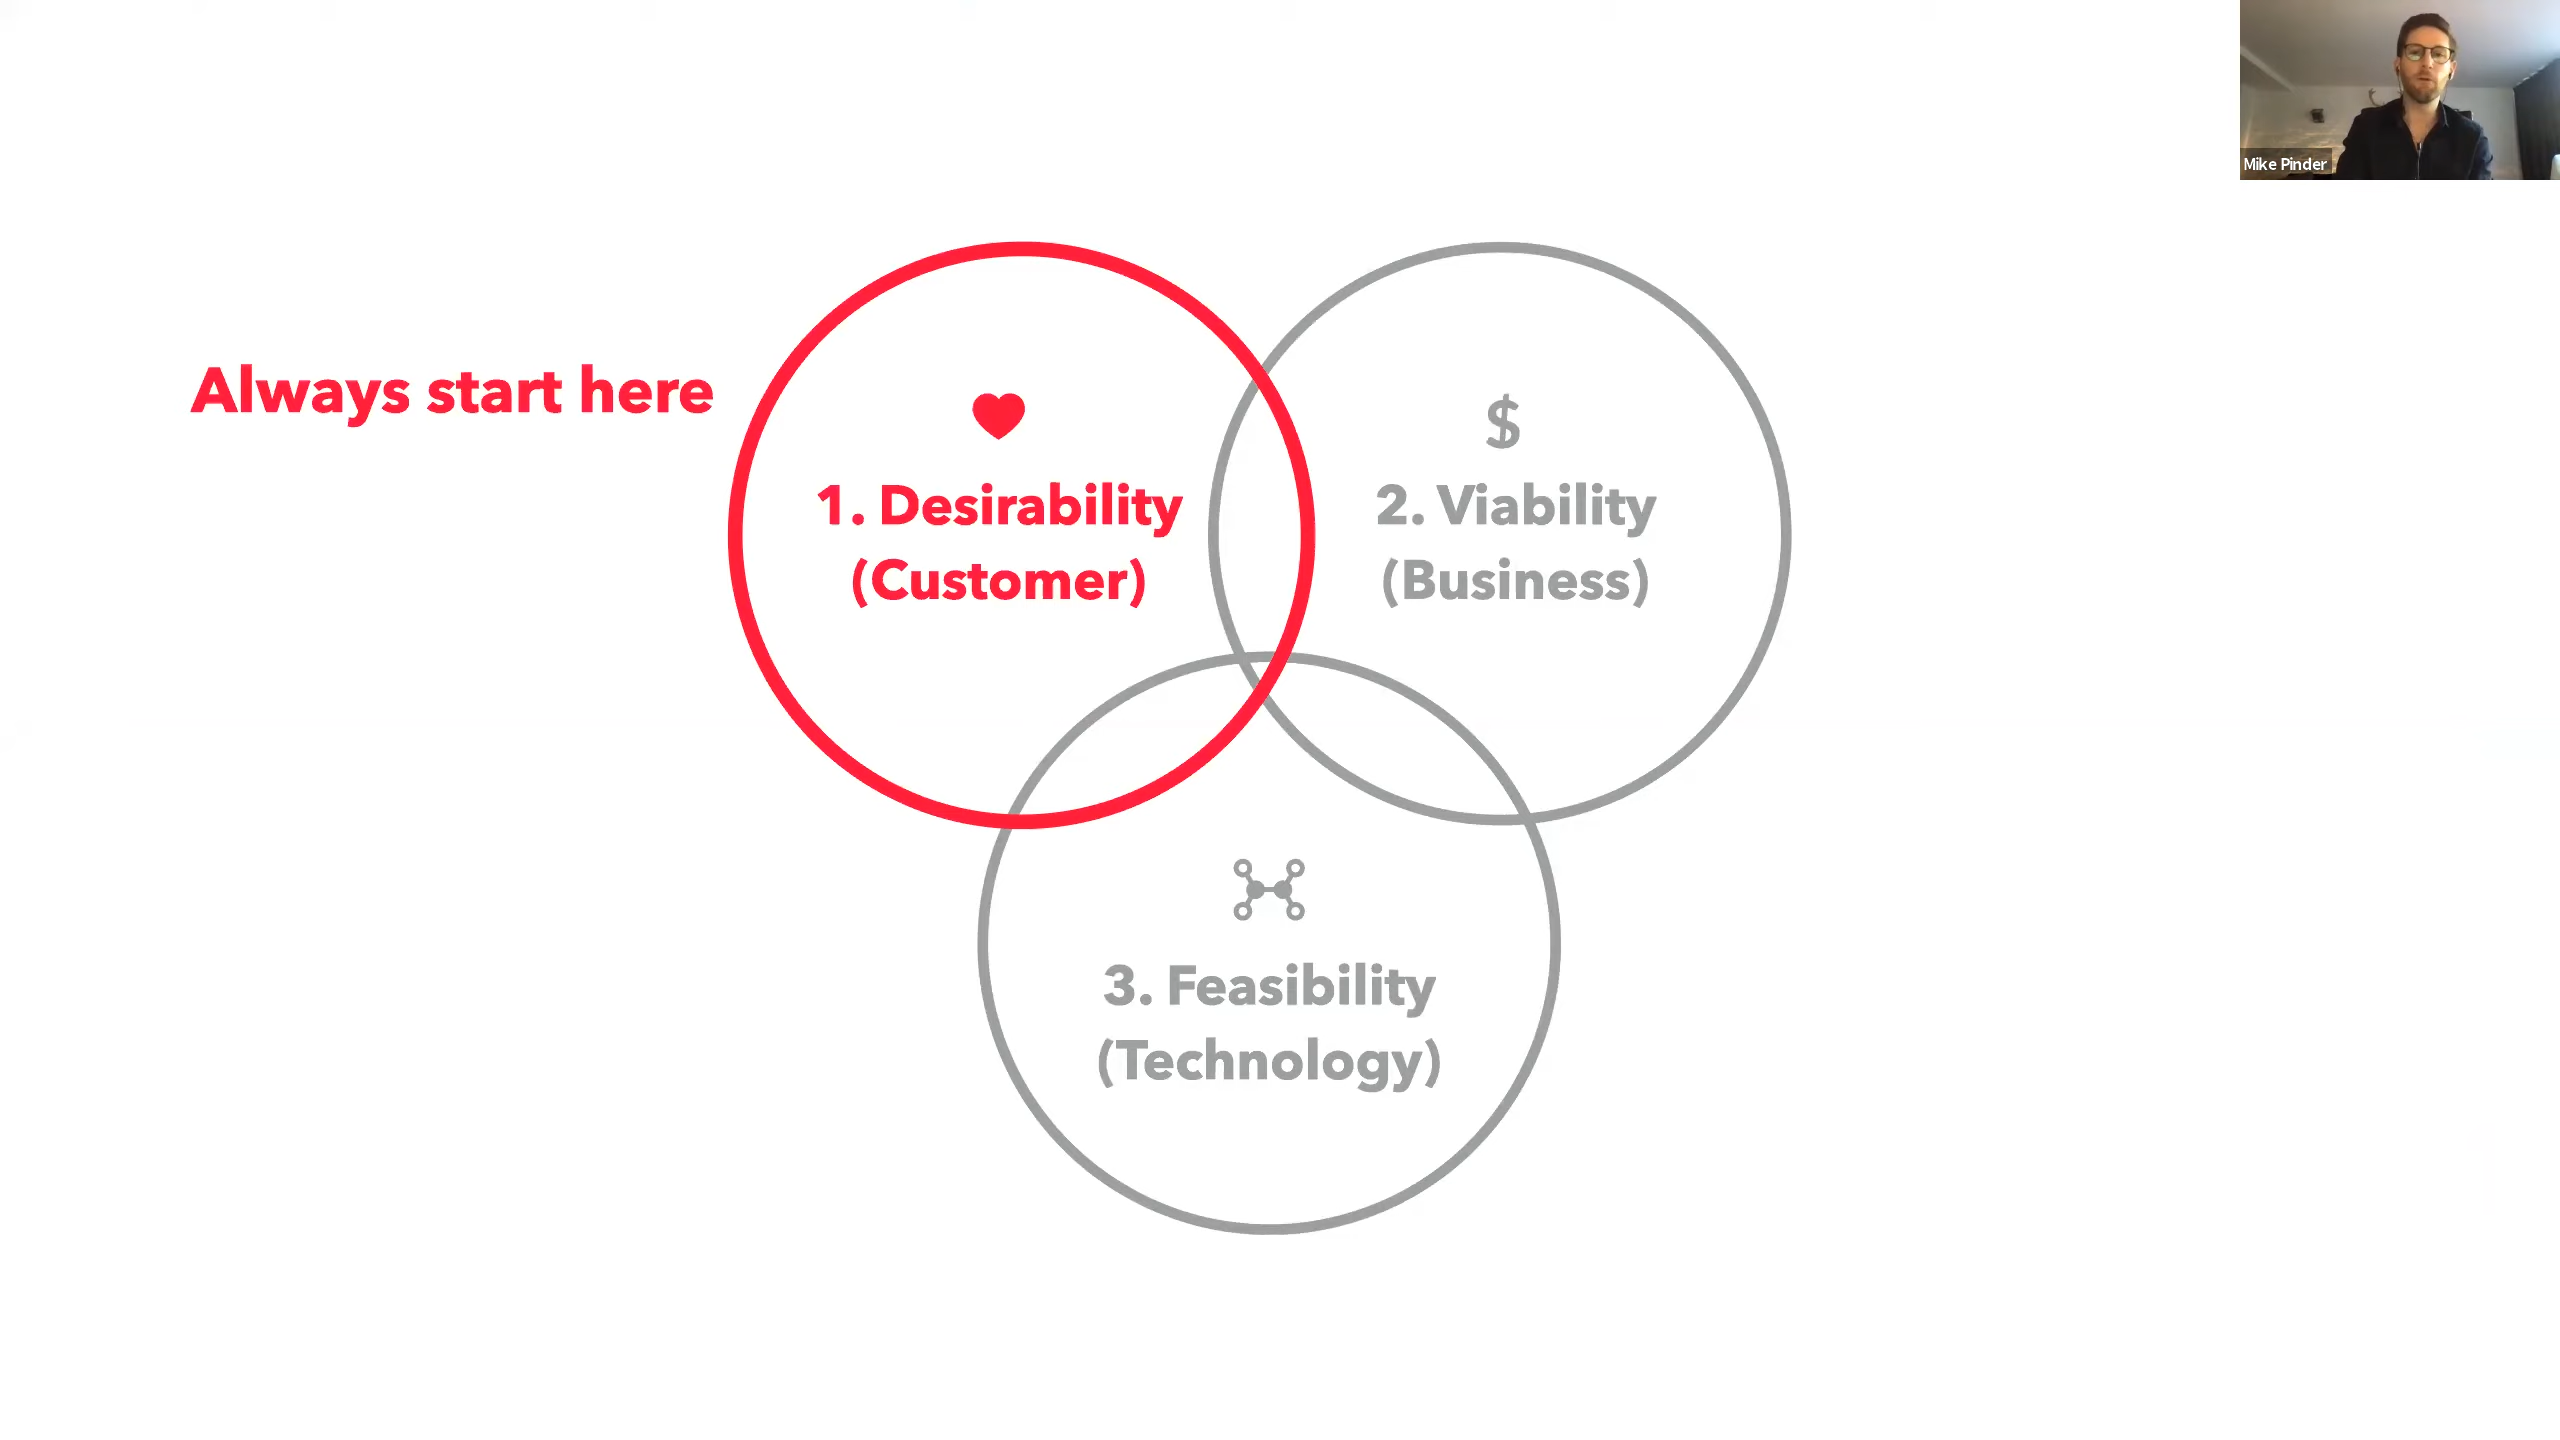 Mike Pinder
Always start here
$
1. Desirability
(Customer)
2. Viability
(Business)
3. Feasibility
(Technology)